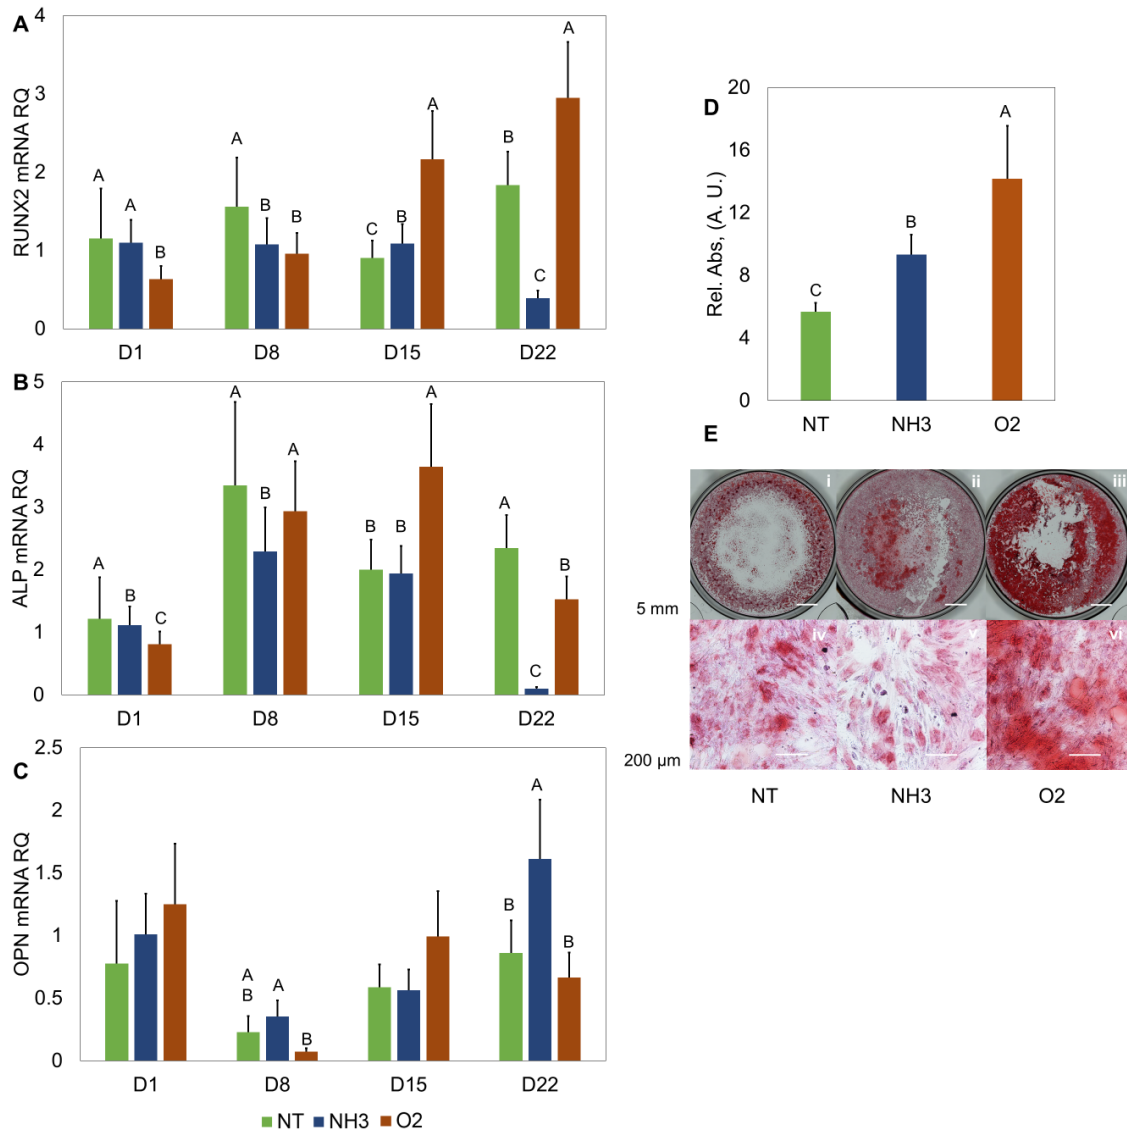 A
RUNX2 mRNA RQ
4
3
2
1
0
A
A
B
A
B
B
C
B
A
B
C
A
D1
D8
D15
D22
B
ALP mRNA RQ
5
4
3
2
1
0
A
B
C
A
B
A
B
B
A
A
C
B
D1
D8
D15
D22
C
OPN mRNA RQ
2.5
2
1.5
1
0.5
0
A
B
A
B
B
A
B
D1
D8
D15
D22
NT NH3 O2
D
Rel. Abs, (A. U.)
20
16
12
8
4
0
C
B
A
NT
NH3
O2
E
i
ii
iii
5 mm
iv
v
vi
200 µm
NT
NH3
O2